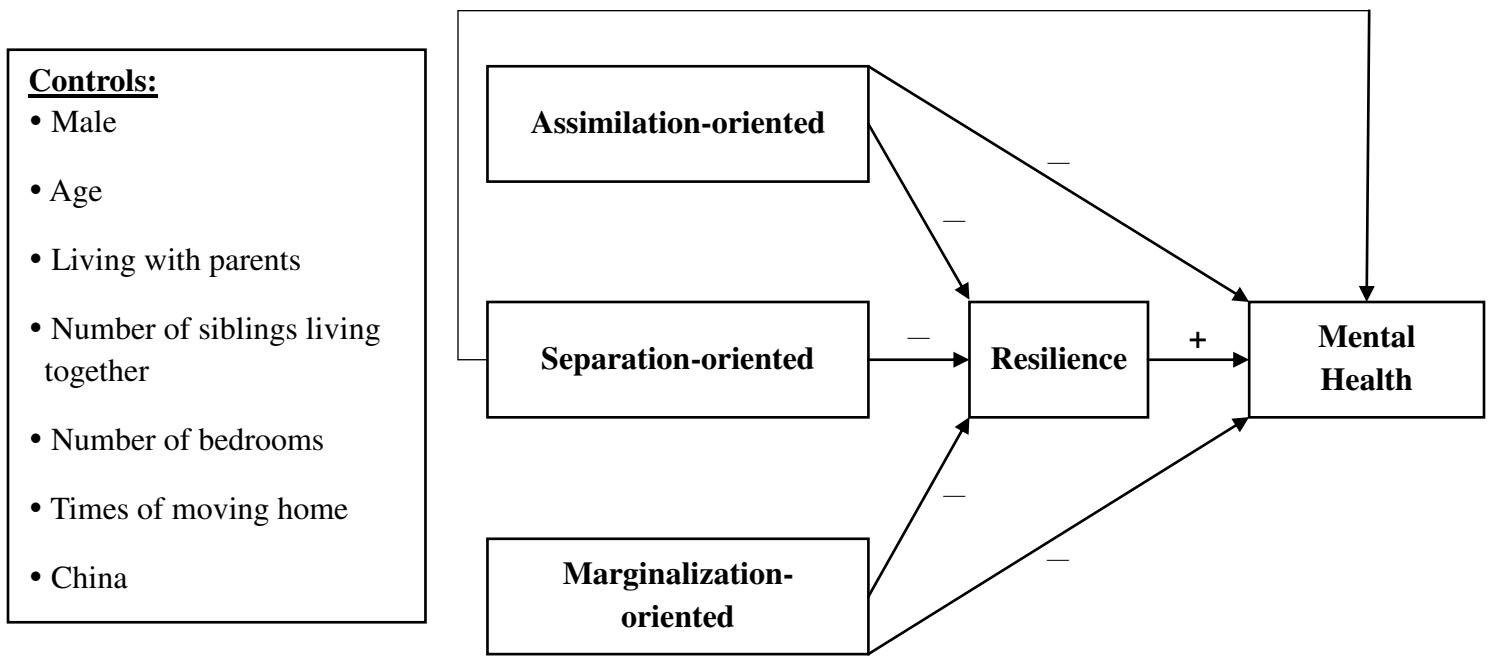 Controls:
• Male
• Age
• Living with parents
• Number of siblings living
together
• Number of bedrooms
• Times of moving home
• China
Assimilation-oriented
—
—
Separation-oriented
—
Resilience
+
Mental
Health
—
Marginalization-
oriented
—